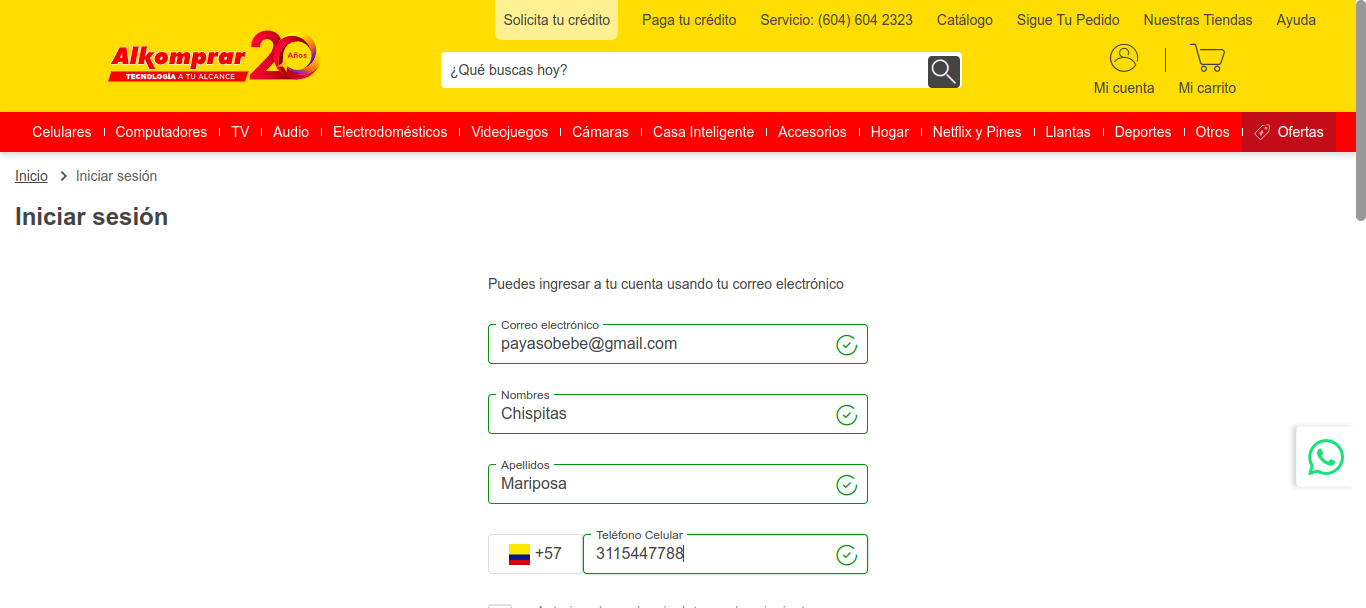 Solicita tu crédito Paga tu crédito Servicio: (604) 604 2323 Catálogo Sigue Tu Pedido Nuestras Tiendas Ayuda
Alkomprar 20 Años
TECNOLOGÍA A TU ALCANCE
¿Qué buscas hoy?
Mi cuenta Mi carrito
Celulares Computadores TV Audio Electrodomésticos Videojuegos Cámaras Casa Inteligente Accesorios Hogar Netflix y Pines Llantas Deportes Otros Ofertas
Inicio Iniciar sesión
Iniciar sesión
Puedes ingresar a tu cuenta usando tu correo electrónico
Correo electrónico
payasobebe@gmail.com
Nombres
Chispitas
Apellidos
Mariposa
Teléfono Celular
+57 3115447788